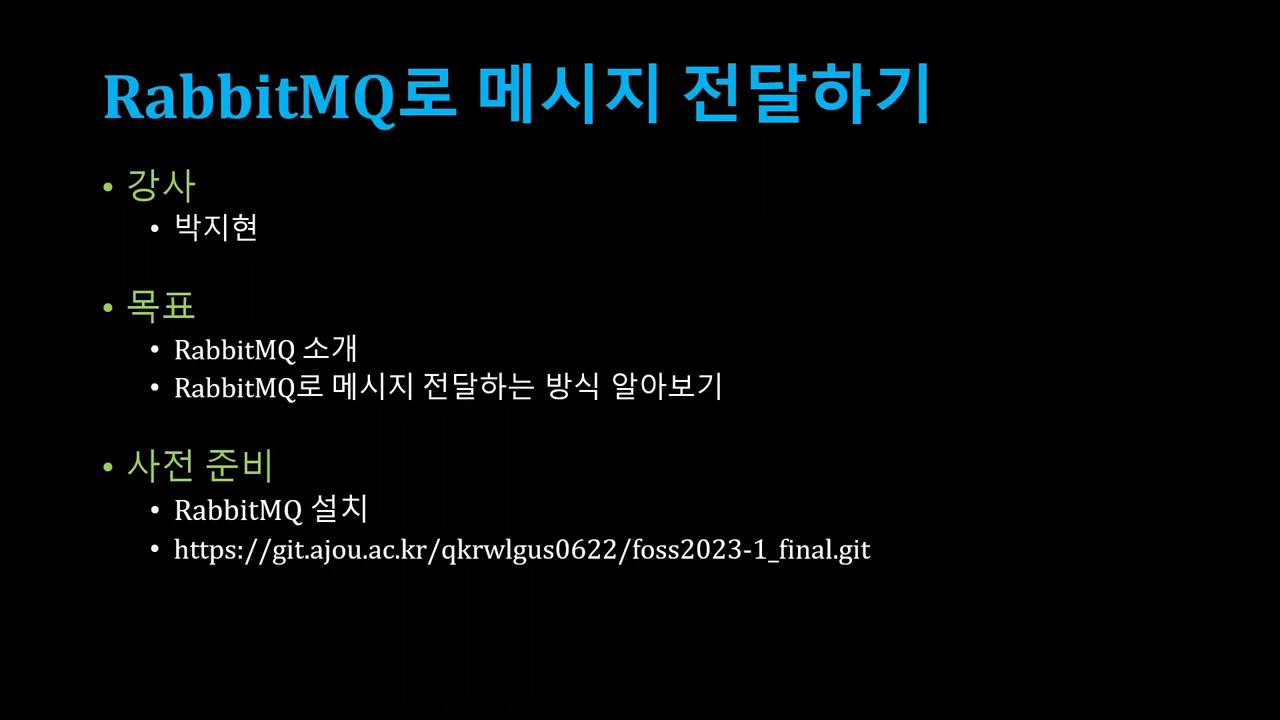 RabbitMQ로 메시지 전달하기
• 강사
• 박지현
• 목표
• RabbitMQ 소개
• RabbitMQ로 메시지 전달하는 방식 알아보기
• 사전 준비
• RabbitMQ 설치
• https://git.ajou.ac.kr/qkrwlgus0622/foss2023-1_final.git